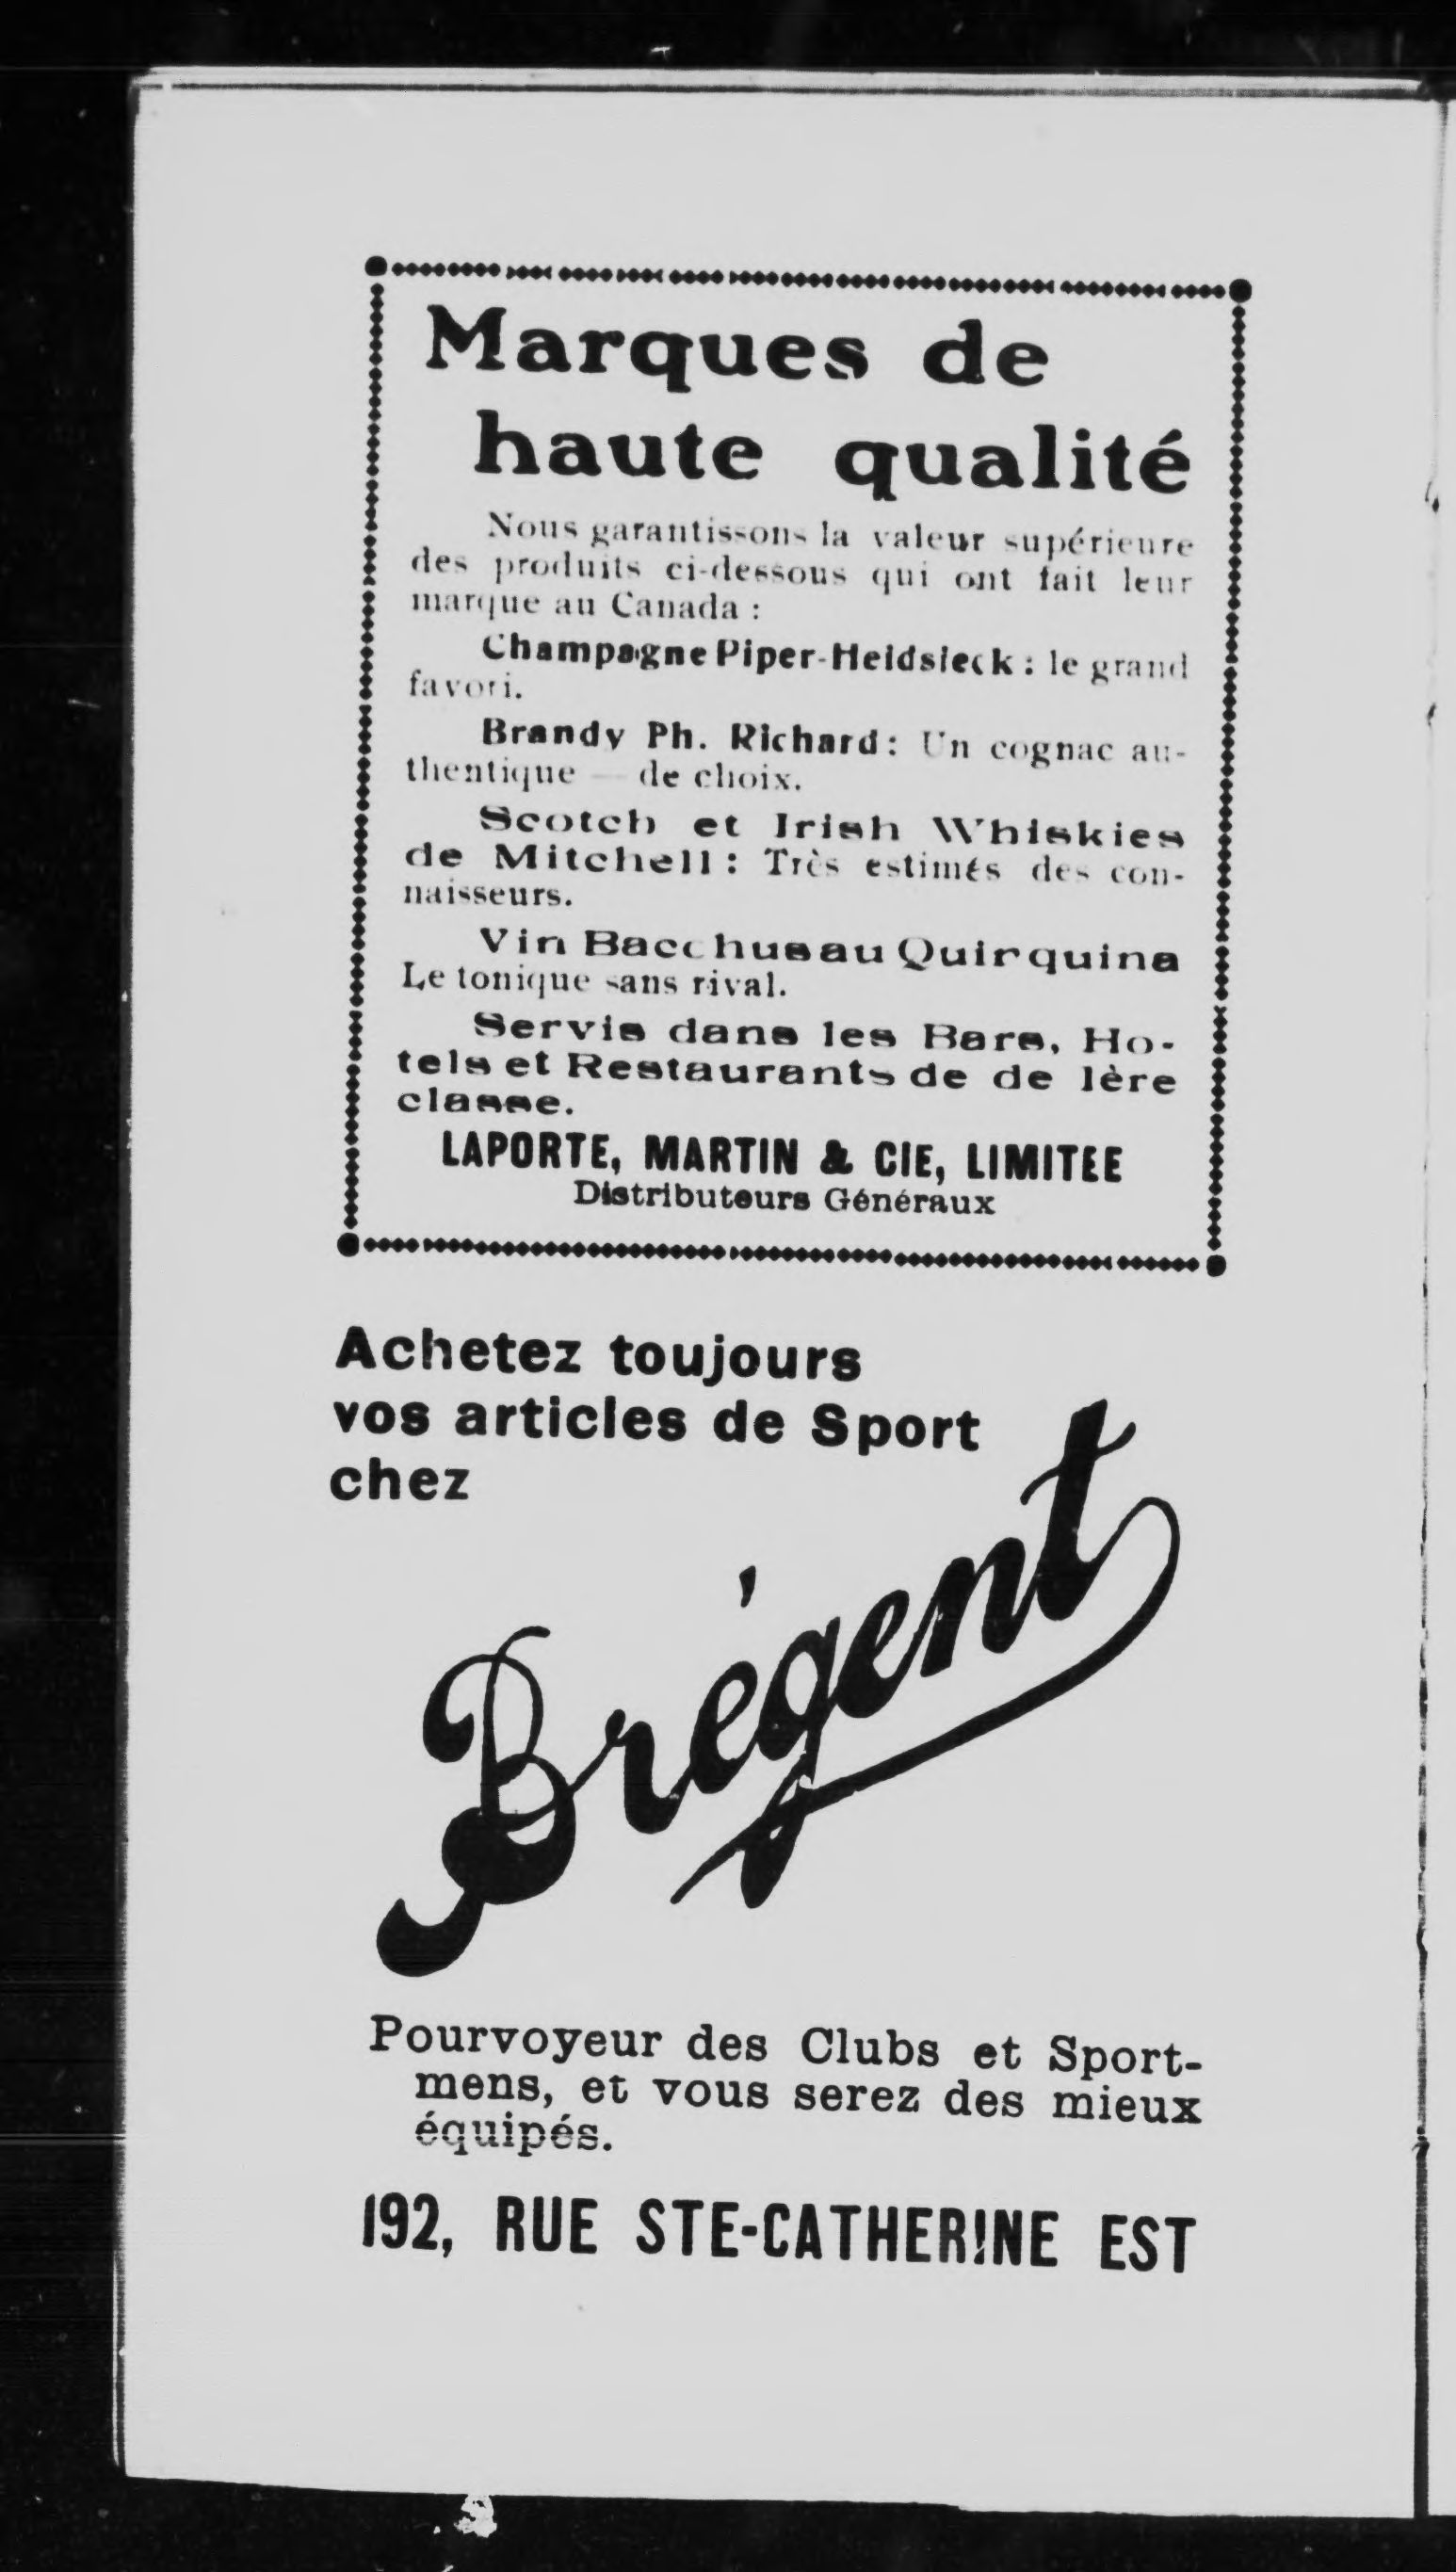 Marques de
haute qualité
Nous garantissons la valeur supérieure
des produits ci-dessous qui ont fait leur
marque au Canada :
Champagne Piper-Heidsieck : le grand
favori.
Brandy Ph. Richard : Un cognac au-
thentique — de choix.
Scotch et Irish Whiskies
de Mitchell : Très estimés des con-
naisseurs.
Vin Bacchus au Quinquina
Le tonique sans rival.
Servis dans les Bars, Ho-
tels et Restaurants de de 1ère
classe.
LAPORTE, MARTIN & CIE, LIMITEE
Distributeurs Généraux
Achetez toujours
vos articles de Sport
chez
Brégent
Pourvoyeur des Clubs et Sport-
mens, et vous serez des mieux
équipés.
192, RUE STE-CATHERINE EST